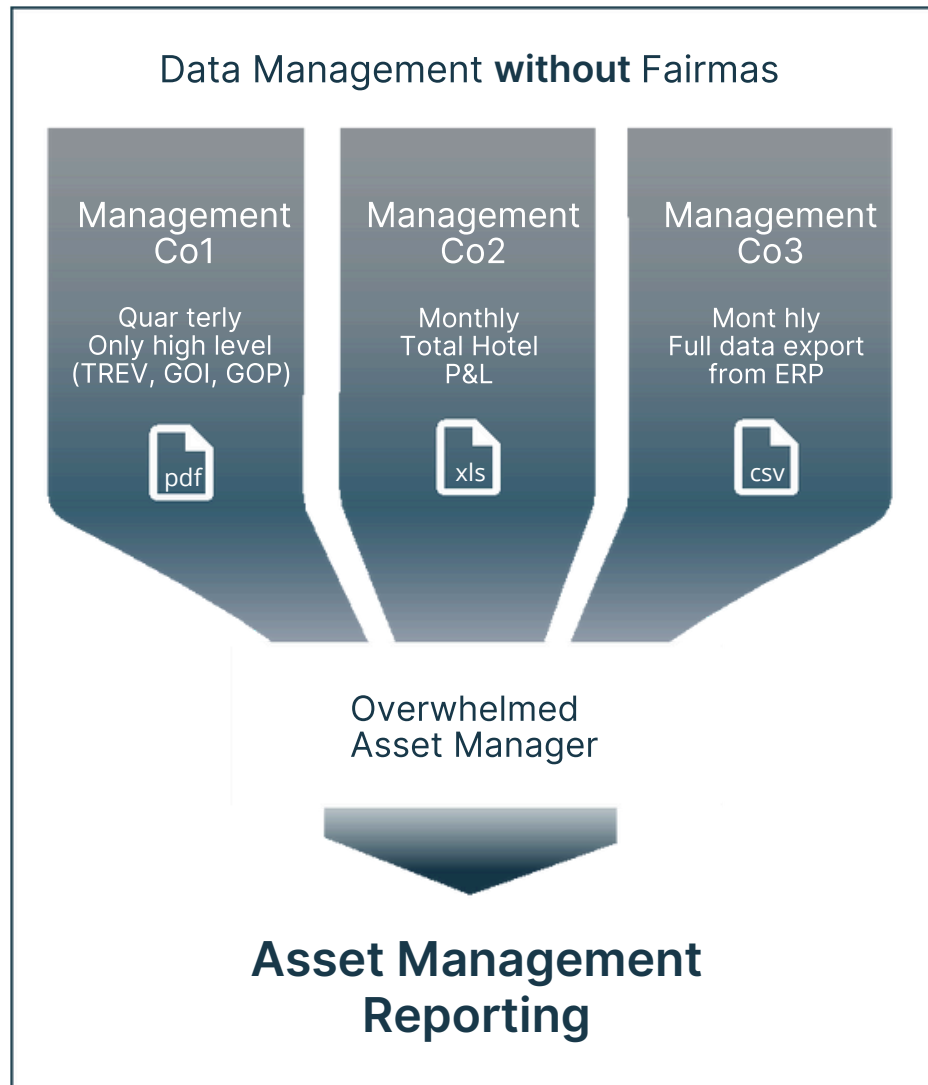 Data Management without Fairmas
Management
Co1
Quar terly
Only high level
(TREV, GOI, GOP)
pdf
Management
Co2
Monthly
Total Hotel
P&L
xls
Management
Co3
Mont hly
Full data export
from ERP
csv
Overwhelmed
Asset Manager
Asset Management
Reporting